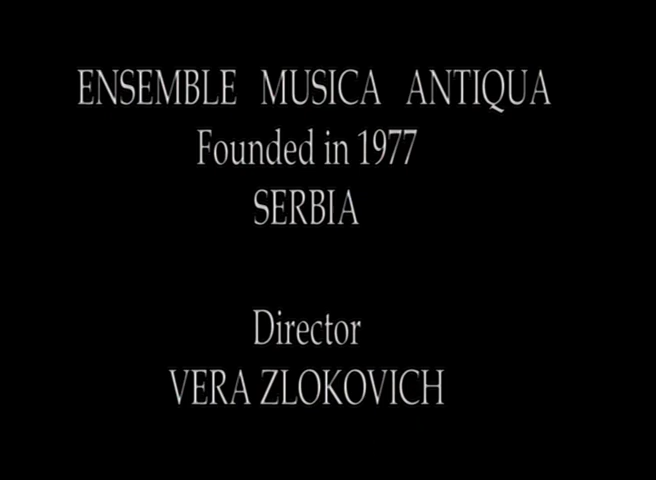 ENSEMBLE MUSICA ANTIQUA
Founded in 1977
SERBIA
Director
VERA ZLOKOVICH